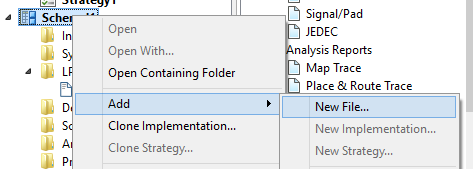 Strategy1
Signal/Pad
JEDEC
Analysis Reports
Map Trace
Place & Route Trace
Open
Open With...
Open Containing Folder
Add
Clone Implementation...
Clone Strategy...
New File...
New Implementation...
New Strategy...